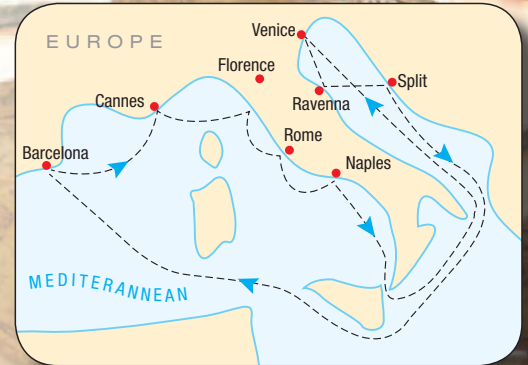 EUROPE
Venice
Florence
Split
Cannes
Ravenna
Rome
Barcelona
Naples
MEDITERANNEAN